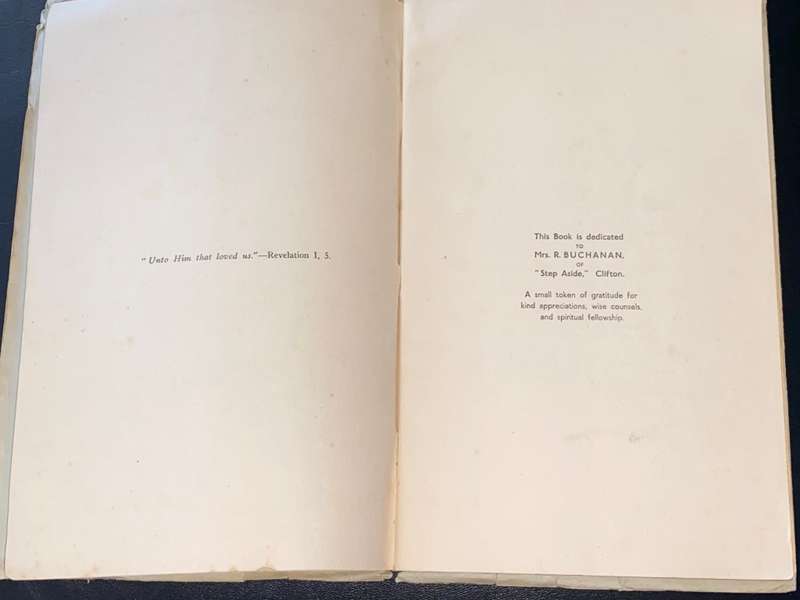 "Unto Him that loved us."—Revelation I, 5.
This Book is dedicated
TO
Mrs. R. BUCHANAN,
OF
"Step Aside," Clifton.
A small token of gratitude for
kind appreciations, wise counsels,
and spiritual fellowship.